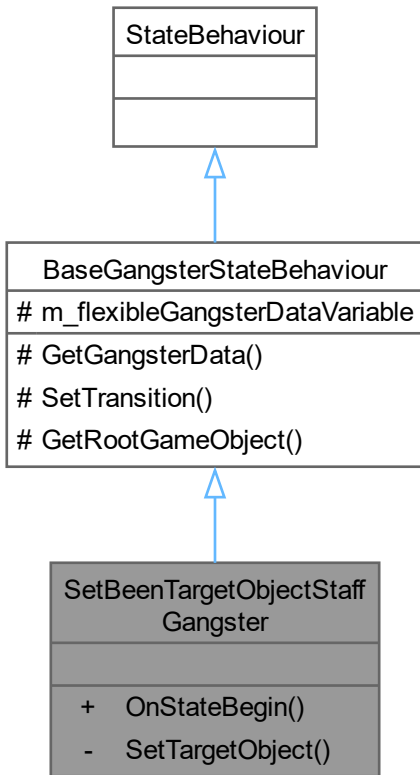 StateBehaviour
BaseGangsterStateBehaviour
# m_flexibleGangsterDataVariable
# GetGangsterData()
# SetTransition()
# GetRootGameObject()
SetBeenTargetObjectStaff
Gangster
+ OnStateBegin()
- SetTargetObject()